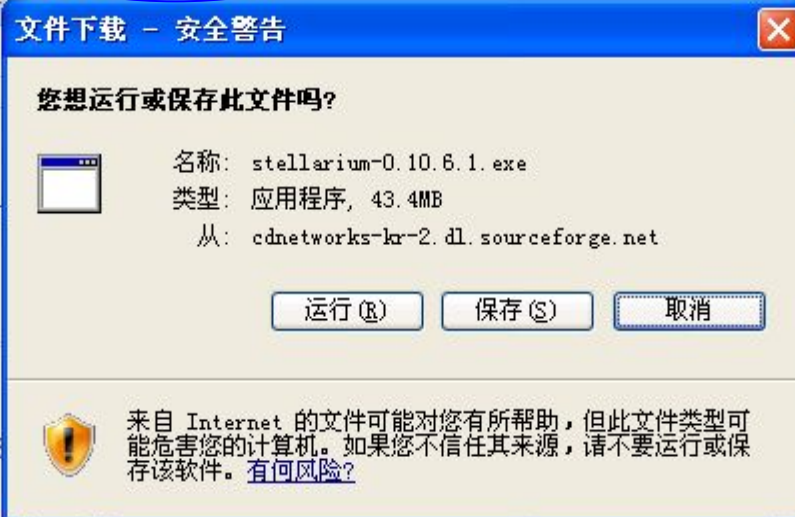 文件下载 - 安全警告
您想运行或保存此文件吗?
名称: stellarium-0.10.6.1.exe
类型: 应用程序, 43.4MB
从: cdnetworks-kr-2.dl.sourceforge.net
运行(R) 保存(S) 取消
来自 Internet 的文件可能对您有所帮助,但此文件类型可
能危害您的计算机。如果您不信任其来源,请不要运行或保
存该软件。有何风险?